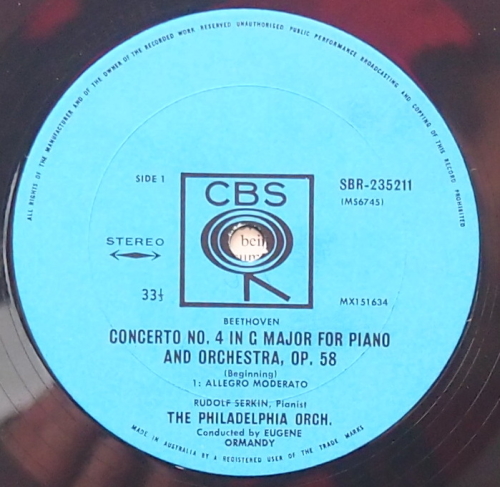 ALL RIGHTS OF THE MANUFACTURER AND OF THE OWNER OF THE RECORDED WORK RESERVED UNAUTHORISED PUBLIC PERFORMANCE BROADCASTING AND COPYING OF THIS RECORD PROHIBITED
SIDE 1
CBS
SBR-235211
(MS6745)
STEREO
bein
33⅓
MX151634
BEETHOVEN
CONCERTO NO. 4 IN G MAJOR FOR PIANO
AND ORCHESTRA, OP. 58
(Beginning)
1: ALLEGRO MODERATO
RUDOLF SERKIN, Pianist
THE PHILADELPHIA ORCH.
Conducted by EUGENE
ORMANDY
MADE IN AUSTRALIA BY A REGISTERED USER OF THE TRADE MARKS